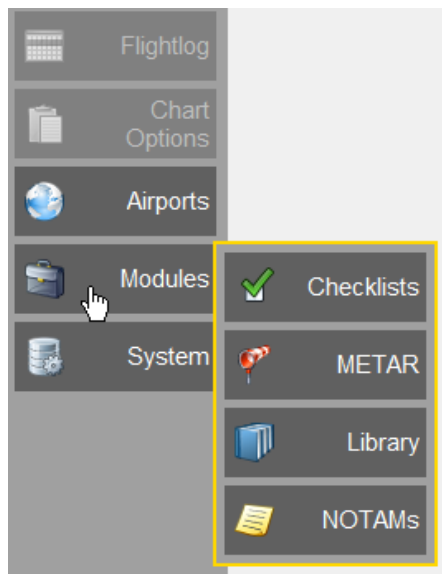 Flightlog
Chart
Options
Airports
Modules
System
Checklists
METAR
Library
NOTAMs